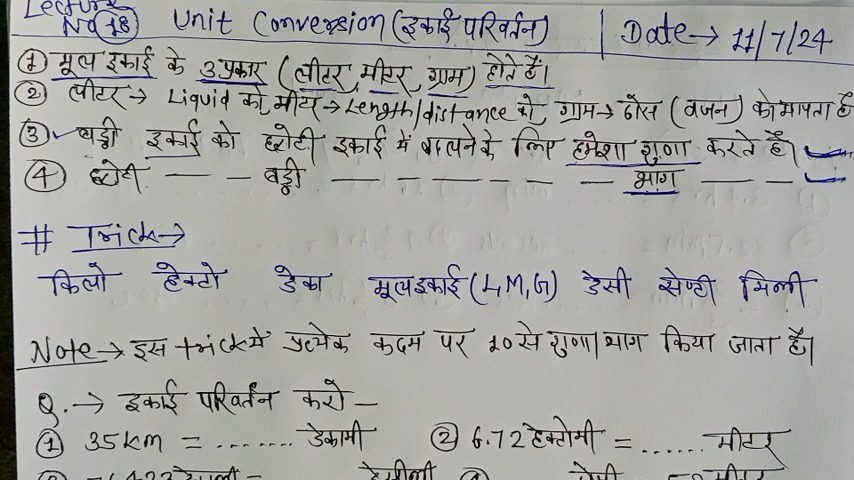 Lecture No 18 Unit Conversion (इकाई परिवर्तन) | Date → 11/7/24
① मूल इकाई के 3 प्रकार (लीटर, मीटर, ग्राम) होते हैं।
② लीटर → Liquid को, मीटर → Length/distance को, ग्राम → ठोस (वजन) को मापता है
③ बड़ी इकाई को छोटी इकाई में बदलने के लिए हमेशा गुणा करते हैं।
④ छोटी — — बड़ी — — — — — — भाग — —
# Trick →
किलो हेक्टो डेका मूल इकाई (L, M, G) डेसी सेण्टी मिली
Note → इस trick में प्रत्येक कदम पर 10 से गुणा/भाग किया जाता है।
Q. → इकाई परिवर्तन करो —
① 35 km = ....... डेकामी ② 6.72 हेक्टोमी = ...... मीटर